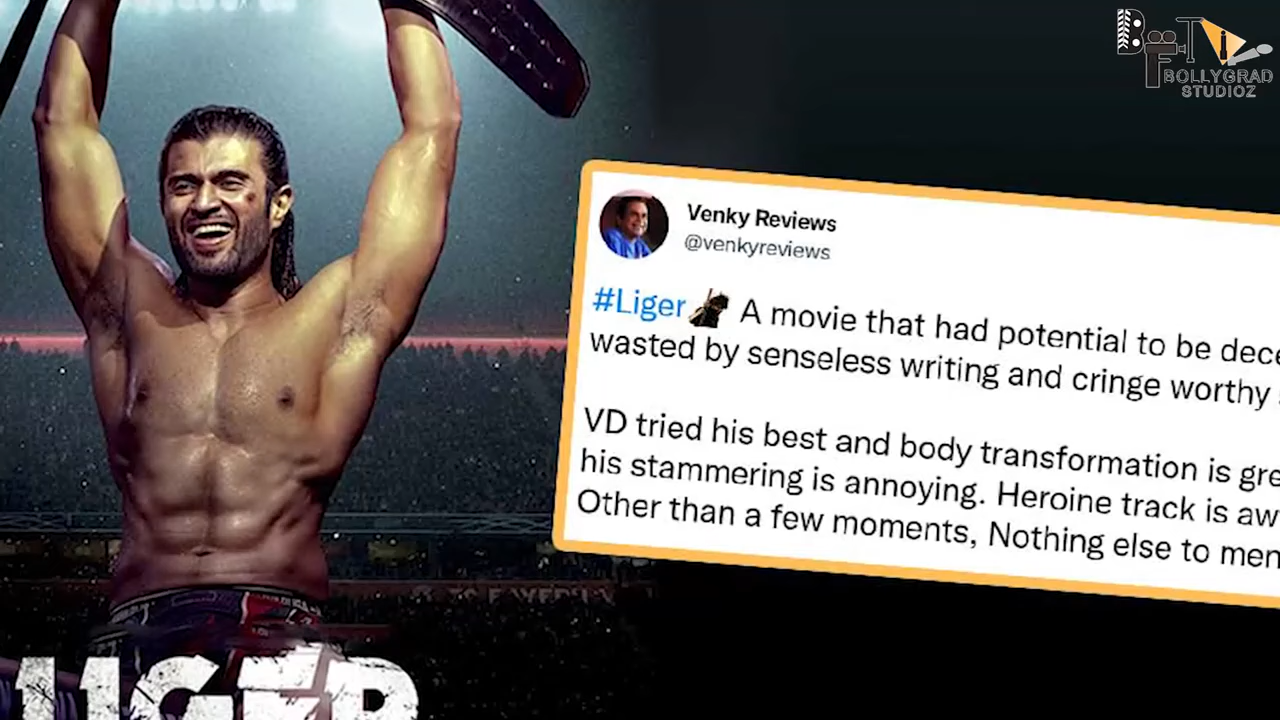 BFTV
BOLLYGRAD
STUDIOZ
Venky Reviews
@venkyreviews
#Liger A movie that had potential to be dece
wasted by senseless writing and cringe worthy
VD tried his best and body transformation is gre
his stammering is annoying. Heroine track is aw
Other than a few moments, Nothing else to men
LIGER